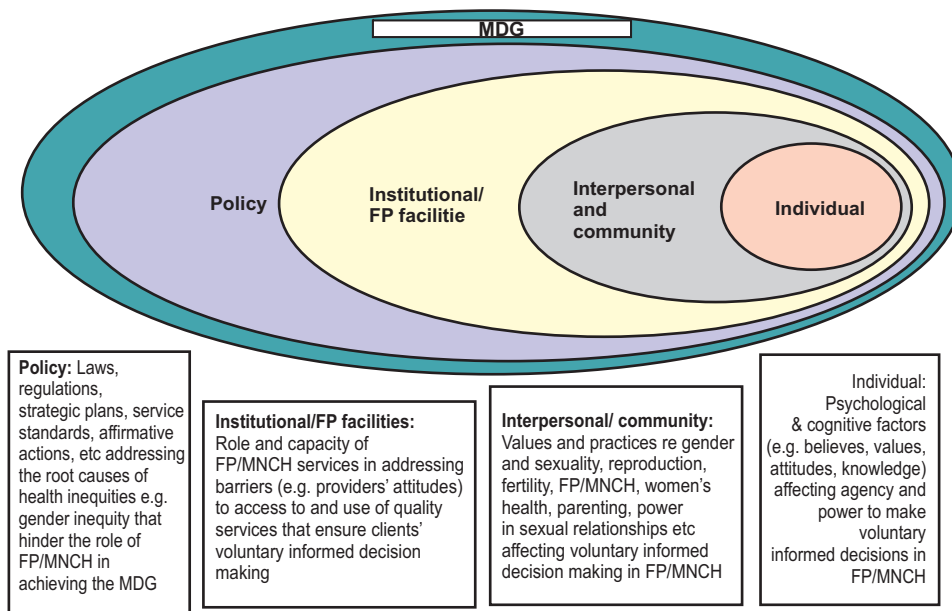 MDG
Policy
Institutional/
FP facilitie
Interpersonal
and
community
Individual
Policy: Laws,
regulations,
strategic plans, service
standards, affirmative
actions, etc addressing
the root causes of
health inequities e.g.
gender inequity that
hinder the role of
FP/MNCH in
achieving the MDG
Institutional/FP facilities:
Role and capacity of
FP/MNCH services in addressing
barriers (e.g. providers' attitudes)
to access to and use of quality
services that ensure clients'
voluntary informed decision
making
Interpersonal/ community:
Values and practices re gender
and sexuality, reproduction,
fertility, FP/MNCH, women's
health, parenting, power
in sexual relationships etc
affecting voluntary informed
decision making in FP/MNCH
Individual:
Psychological
& cognitive factors
(e.g. believes, values,
attitudes, knowledge)
affecting agency and
power to make
voluntary
informed decisions in
FP/MNCH